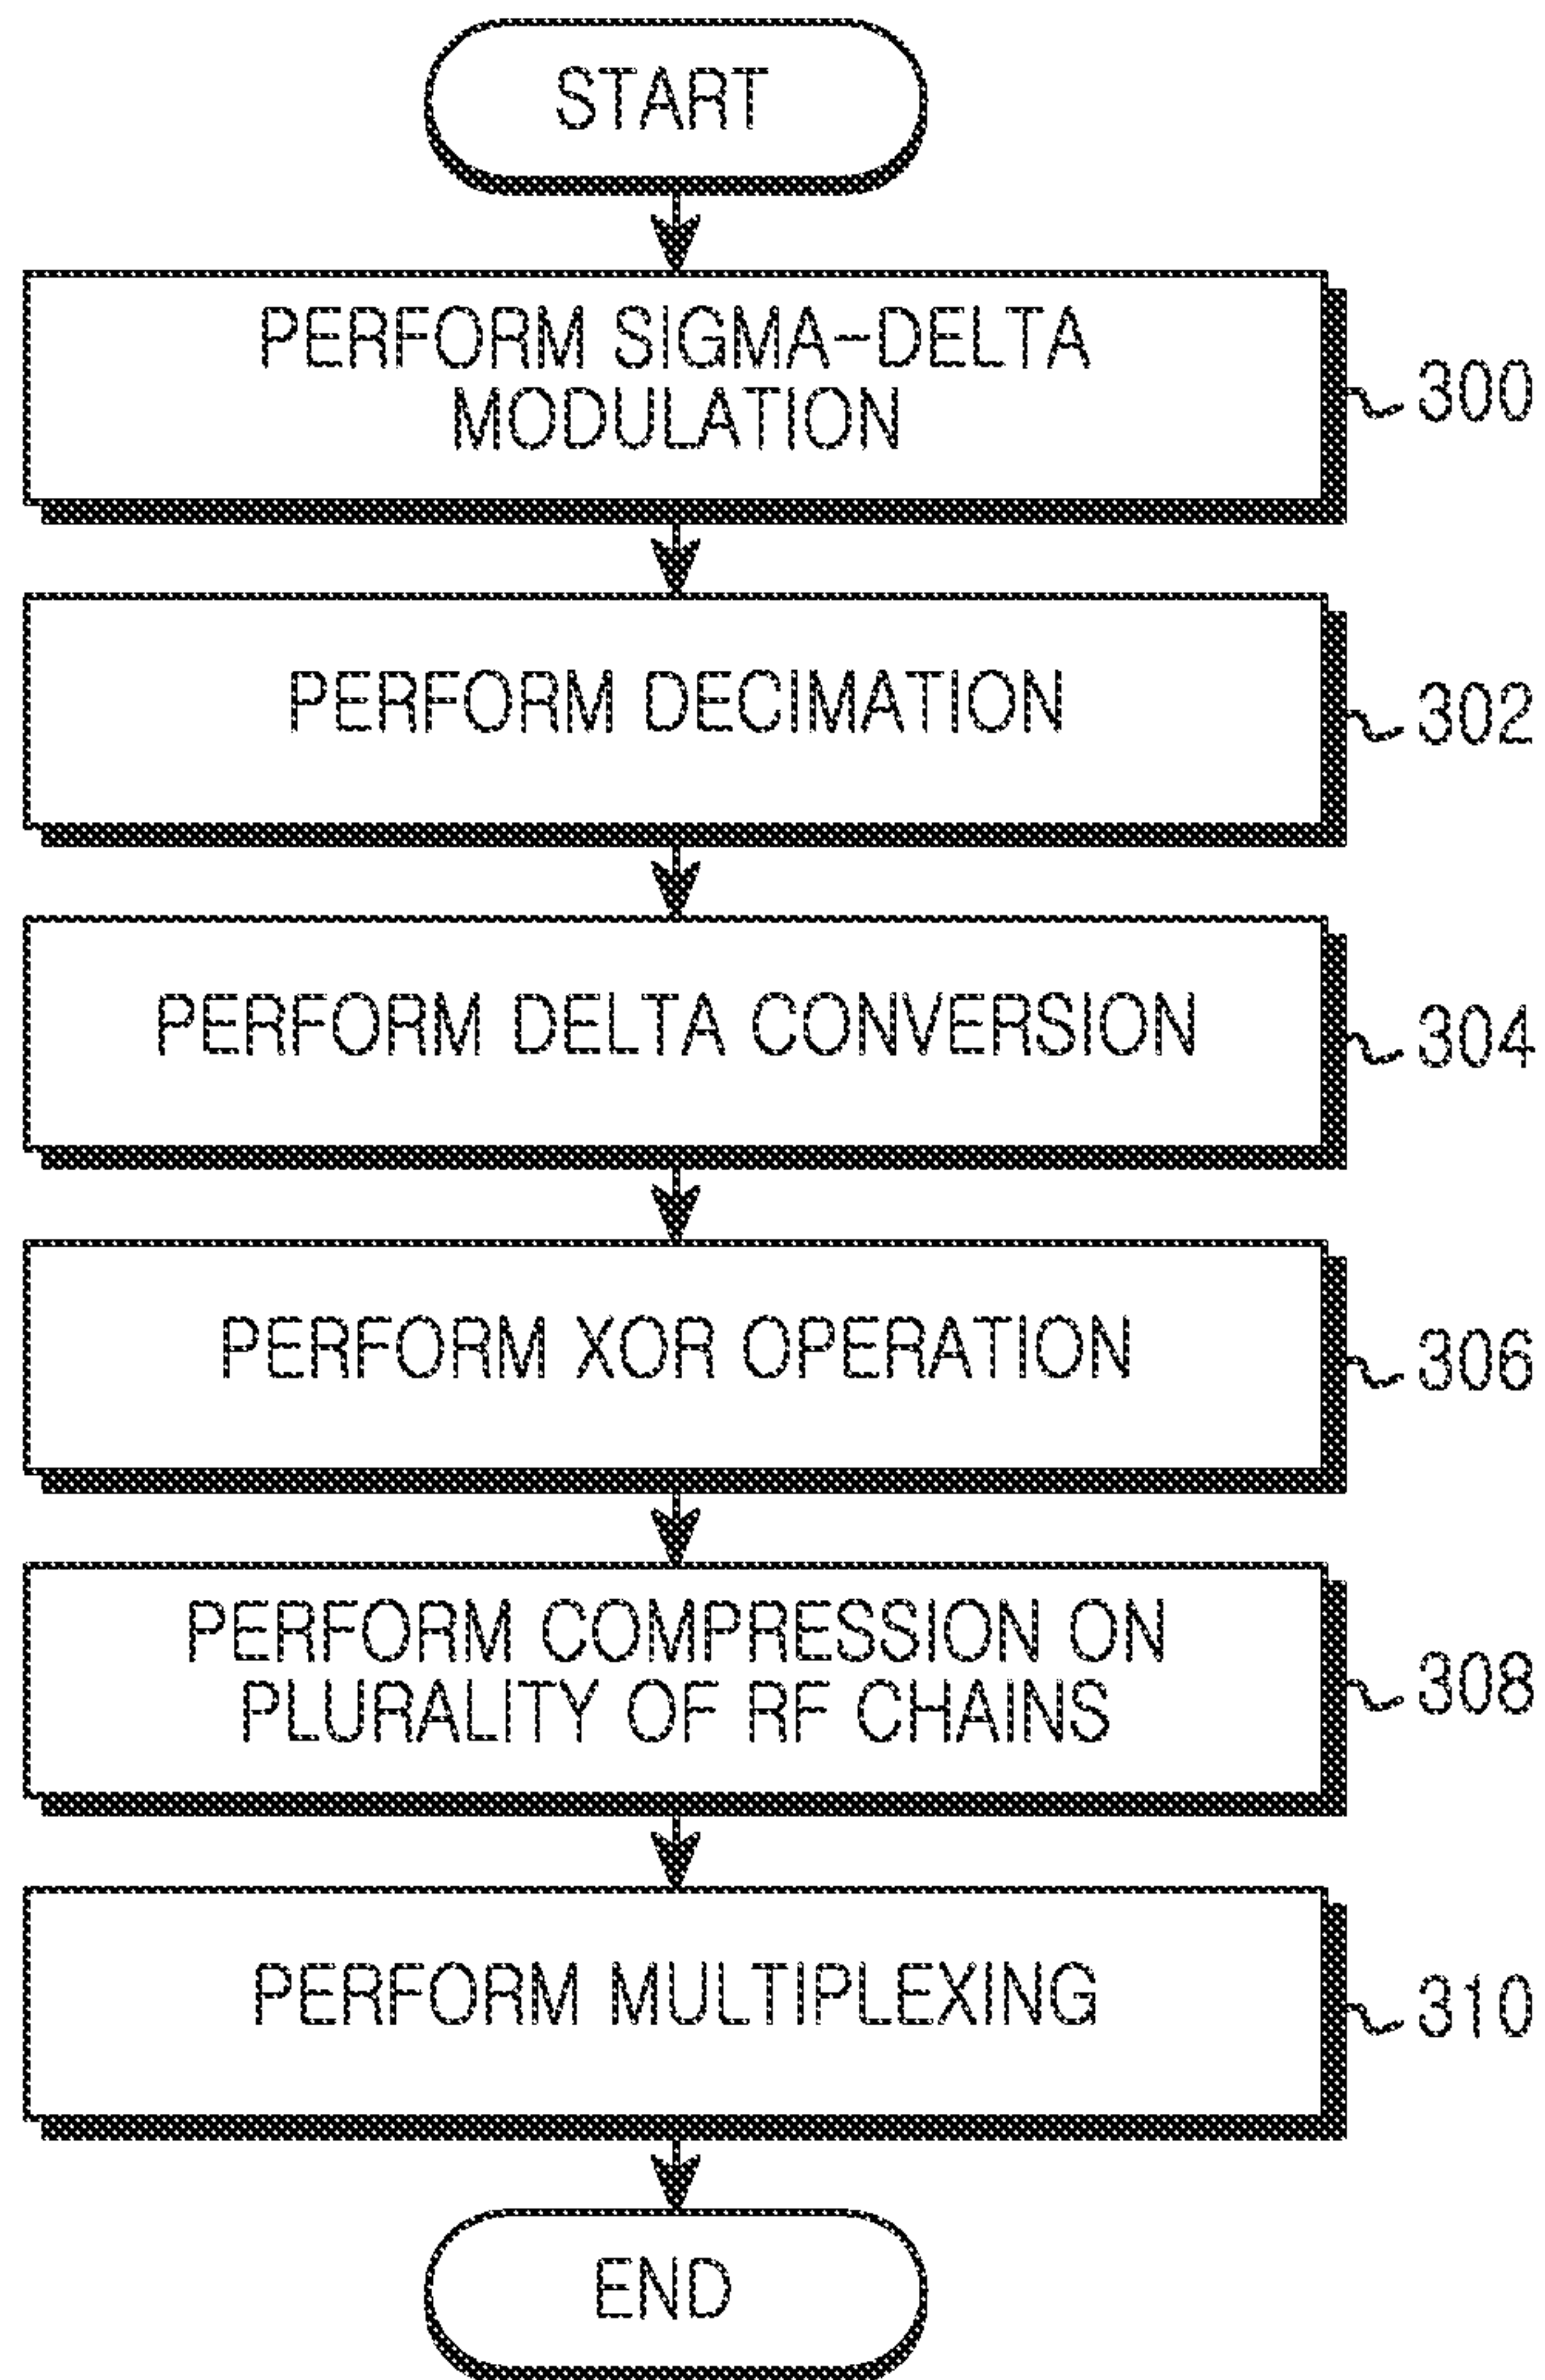 START
PERFORM SIGMA-DELTA
MODULATION
300
PERFORM DECIMATION
302
PERFORM DELTA CONVERSION
304
PERFORM XOR OPERATION
306
PERFORM COMPRESSION ON
PLURALITY OF RF CHAINS
308
PERFORM MULTIPLEXING
310
END